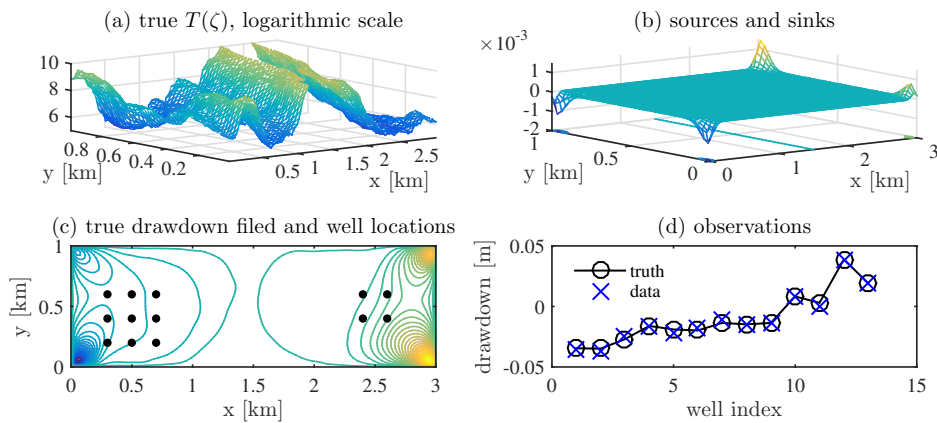 (a) true T(ζ), logarithmic scale
10
8
6
y [km]
0.8
0.6
0.4
0.2
0.5
1
1.5
2
2.5
x [km]
(b) sources and sinks
×10⁻³
1
0
-1
-2
1
0.5
0
y [km]
0
1
2
3
x [km]
(c) true drawdown filed and well locations
1
0.5
0
y [km]
0
0.5
1
1.5
2
2.5
3
x [km]
(d) observations
0.05
0
-0.05
drawdown [m]
truth
data
0
5
10
15
well index